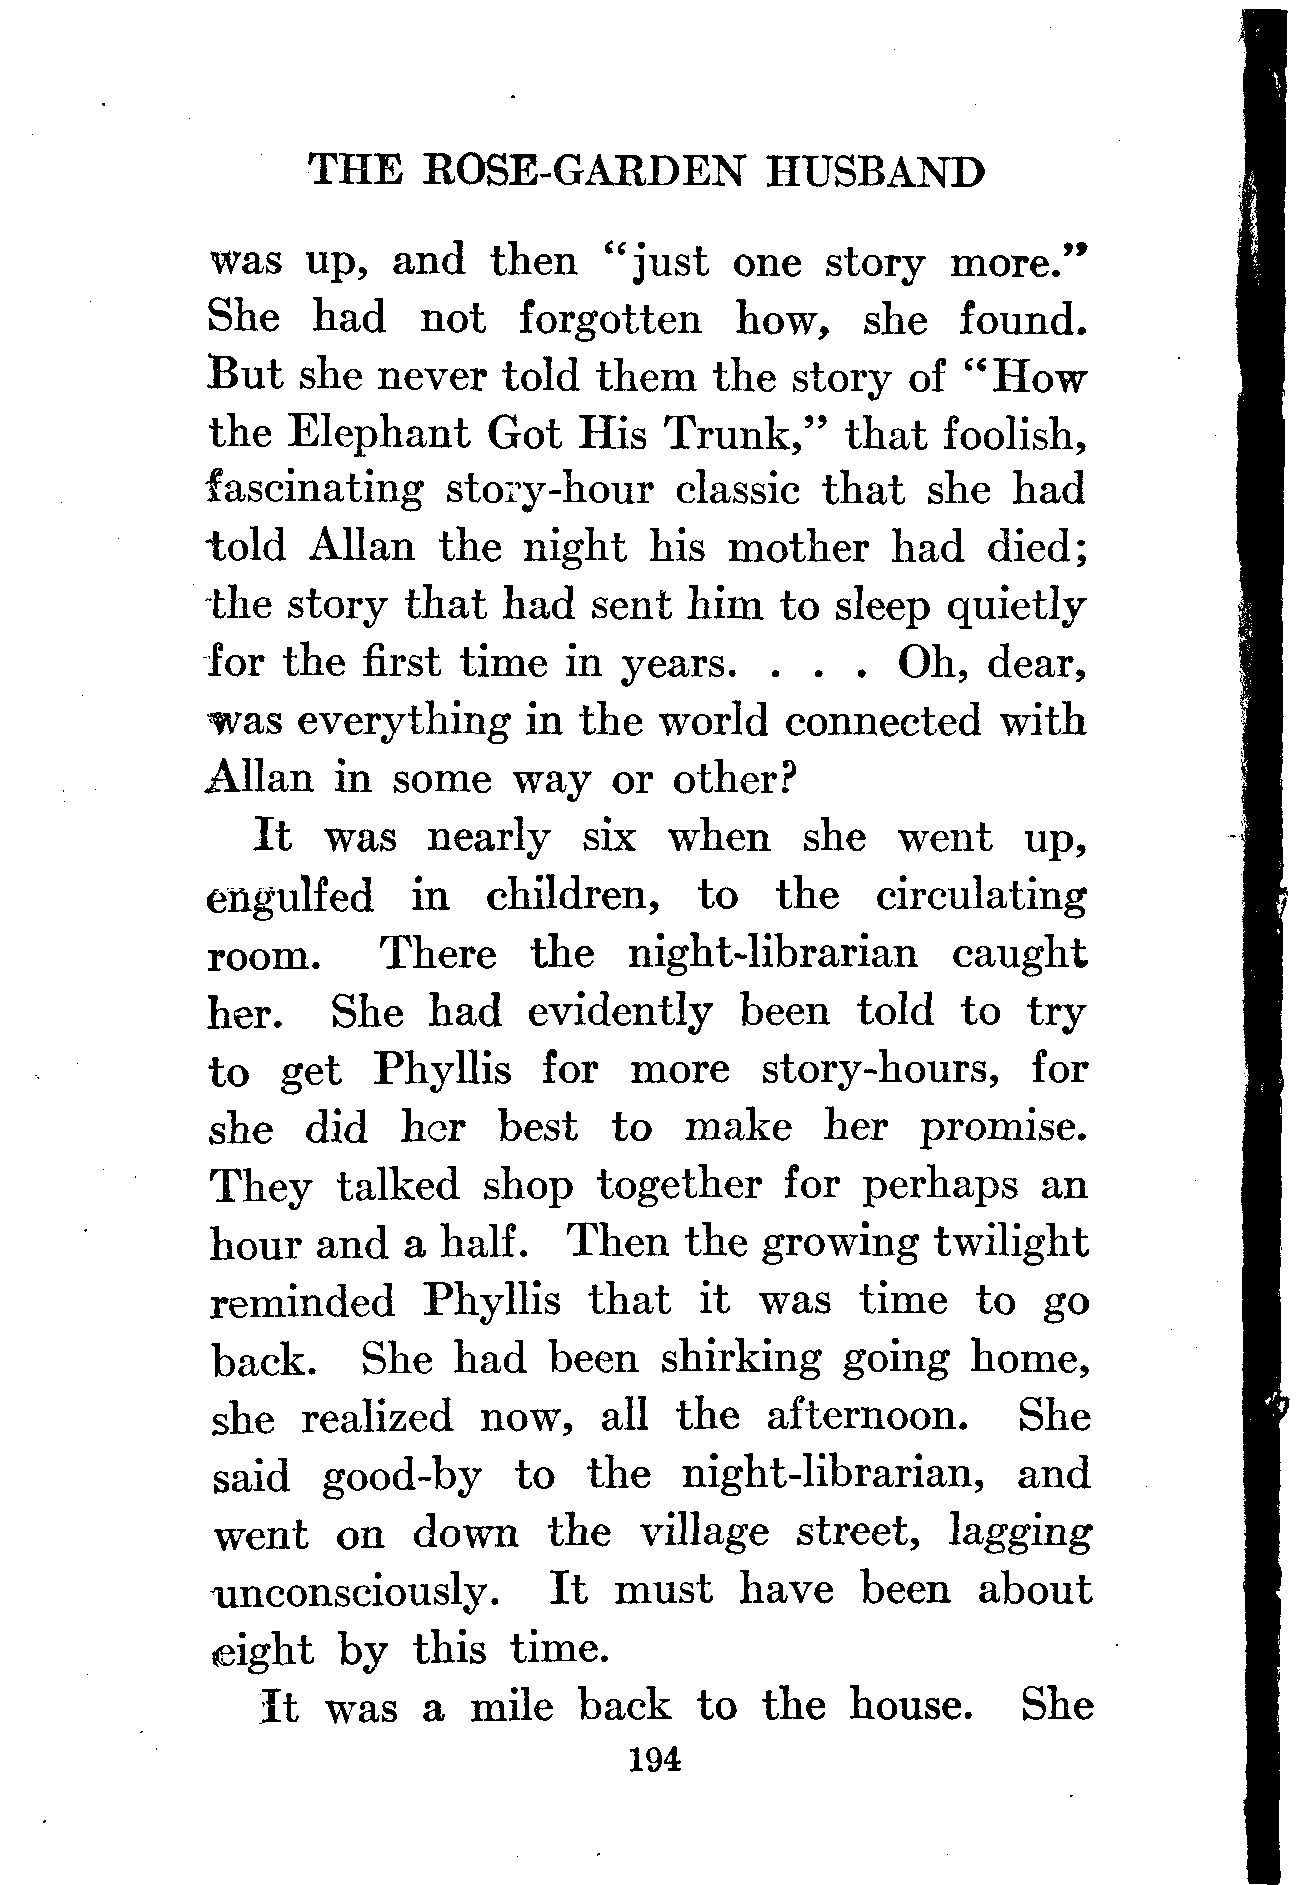 THE ROSE-GARDEN HUSBAND
was up, and then “just one story more.”
She had not forgotten how, she found.
But she never told them the story of “How
the Elephant Got His Trunk,” that foolish,
fascinating story-hour classic that she had
told Allan the night his mother had died;
the story that had sent him to sleep quietly
for the first time in years. . . . Oh, dear,
was everything in the world connected with
Allan in some way or other?
It was nearly six when she went up,
engulfed in children, to the circulating
room. There the night-librarian caught
her. She had evidently been told to try
to get Phyllis for more story-hours, for
she did her best to make her promise.
They talked shop together for perhaps an
hour and a half. Then the growing twilight
reminded Phyllis that it was time to go
back. She had been shirking going home,
she realized now, all the afternoon. She
said good-by to the night-librarian, and
went on down the village street, lagging
unconsciously. It must have been about
eight by this time.
It was a mile back to the house. She
194